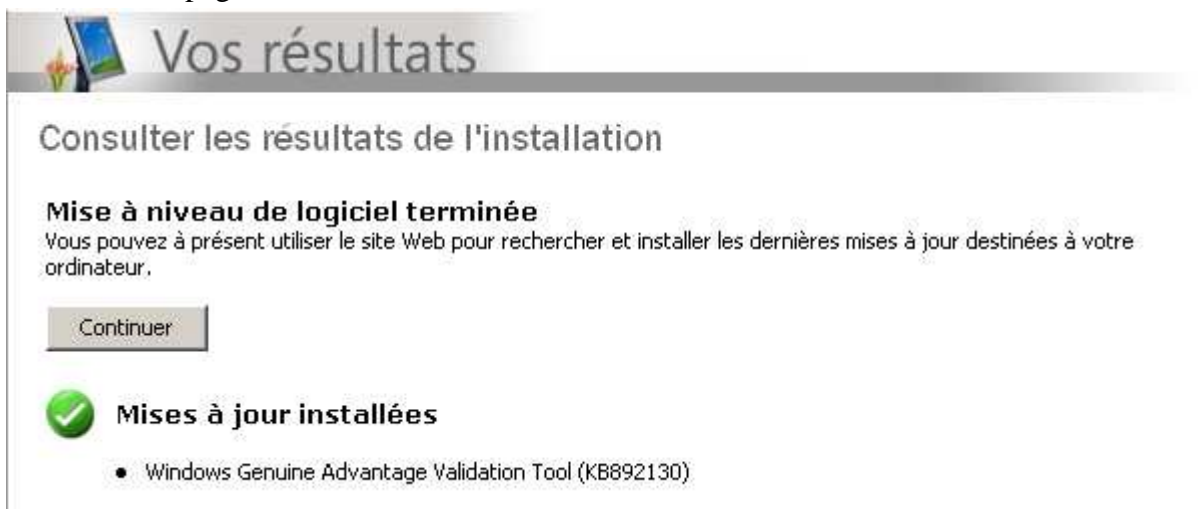 Vos résultats
Consulter les résultats de l'installation
Mise à niveau de logiciel terminée
Vous pouvez à présent utiliser le site Web pour rechercher et installer les dernières mises à jour destinées à votre
ordinateur.
Continuer
Mises à jour installées
• Windows Genuine Advantage Validation Tool (KB892130)